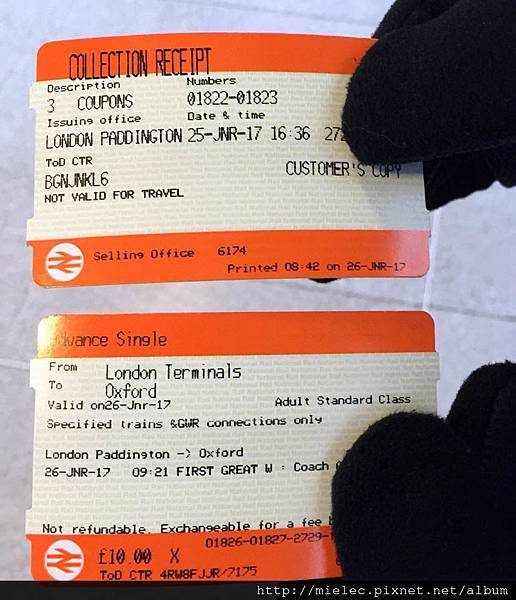 COLLECTION RECEIPT
Description Numbers
3 COUPONS 01822-01823
Issuing office Date & time
LONDON PADDINGTON 25-JNR-17 16:36
ToD CTR
BGNJNKL6 CUSTOMER'S COPY
NOT VALID FOR TRAVEL
Selling Office 6174
Printed 08:42 on 26-JNR-17
Advance Single
From London Terminals
To Oxford
Valid on26-Jnr-17 Adult Standard Class
Specified trains &GWR connections only
London Paddington -> Oxford
26-JNR-17 09:21 FIRST GREAT W : Coach
Not refundable. Exchangeable for a fee
£10.00 X 01826-01827-2729-
ToD CTR 4RW8FJJR/7175
http://mielec.pixnet.net/album